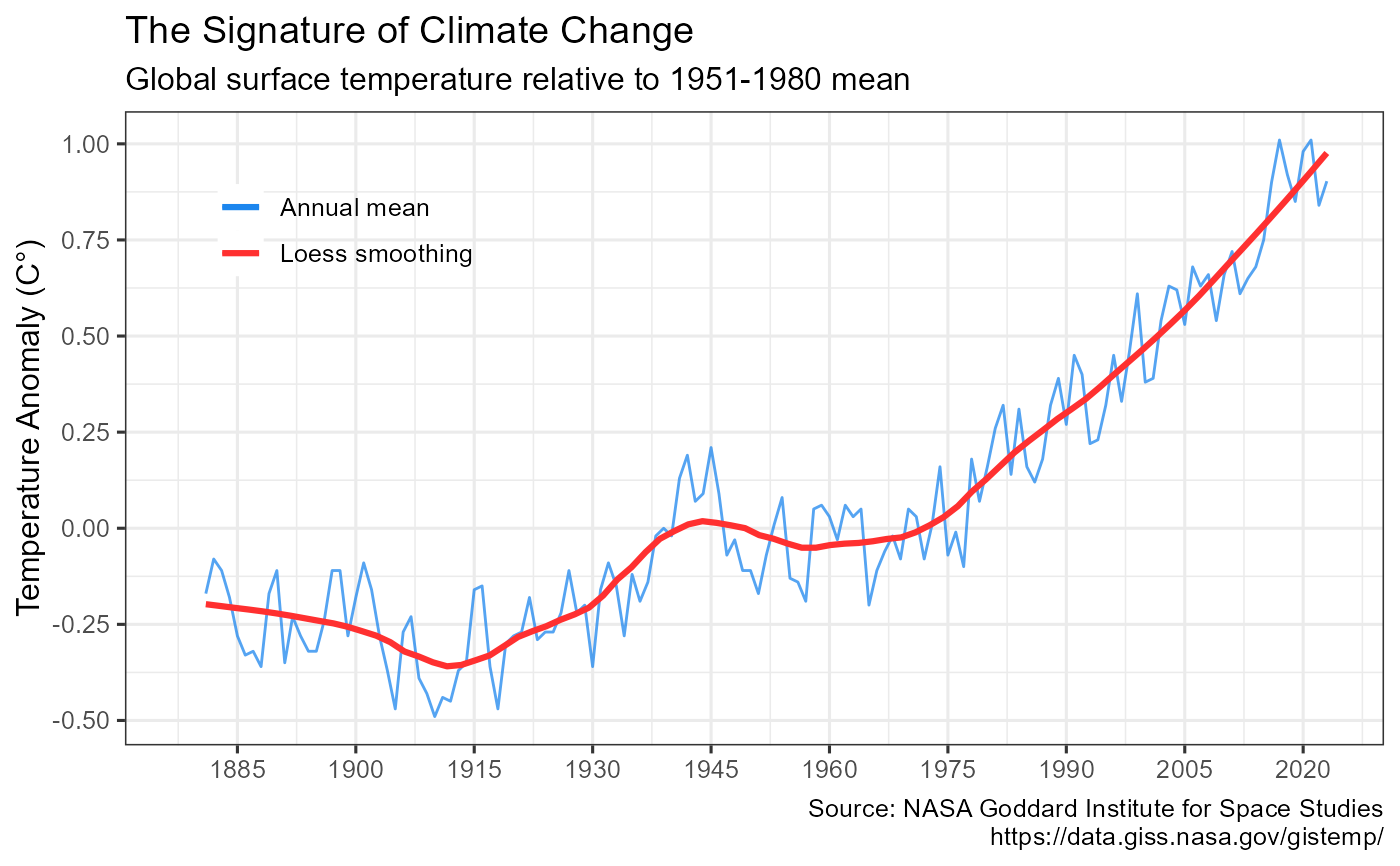 The Signature of Climate Change
Global surface temperature relative to 1951-1980 mean
Temperature Anomaly (C°)
1.00
0.75
0.50
0.25
0.00
-0.25
-0.50
Annual mean
Loess smoothing
1885 1900 1915 1930 1945 1960 1975 1990 2005 2020
Source: NASA Goddard Institute for Space Studies
https://data.giss.nasa.gov/gistemp/